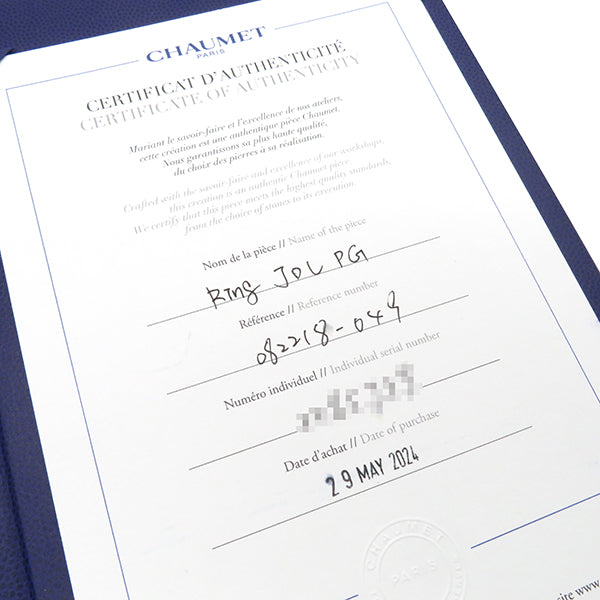 CHAUMET
PARIS
CERTIFICAT D'AUTHENTICITÉ
CERTIFICATE OF AUTHENTICITY
Mariant le savoir-faire et l'excellence de nos ateliers,
cette création est une authentique pièce Chaumet.
Nous garantissons sa plus haute qualité,
du choix des pierres à sa réalisation.
Crafted with the savoir-faire and excellence of our workshops,
this creation is an authentic Chaumet piece.
We certify that this piece meets the highest quality standards,
from the choice of stones to its execution.
Nom de la pièce // Name of the piece
Ring JDL PG
Référence // Reference number
082218-049
Numéro individuel // Individual serial number
Date d'achat // Date of purchase
29 MAY 2024
CHAUMET
PARIS
www.